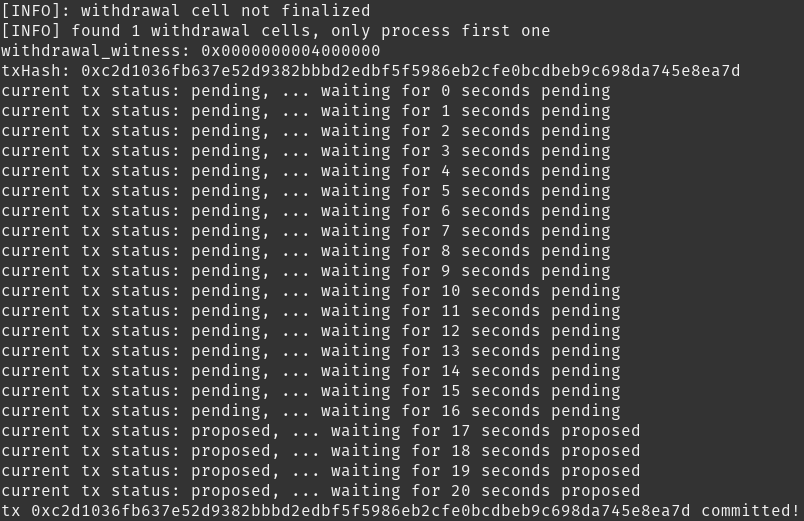 [INFO]: withdrawal cell not finalized
[INFO] found 1 withdrawal cells, only process first one
withdrawal_witness: 0x0000000004000000
txHash: 0xc2d1036fb637e52d9382bbbd2edbf5f5986eb2cfe0bcdbeb9c698da745e8ea7d
current tx status: pending, ... waiting for 0 seconds pending
current tx status: pending, ... waiting for 1 seconds pending
current tx status: pending, ... waiting for 2 seconds pending
current tx status: pending, ... waiting for 3 seconds pending
current tx status: pending, ... waiting for 4 seconds pending
current tx status: pending, ... waiting for 5 seconds pending
current tx status: pending, ... waiting for 6 seconds pending
current tx status: pending, ... waiting for 7 seconds pending
current tx status: pending, ... waiting for 8 seconds pending
current tx status: pending, ... waiting for 9 seconds pending
current tx status: pending, ... waiting for 10 seconds pending
current tx status: pending, ... waiting for 11 seconds pending
current tx status: pending, ... waiting for 12 seconds pending
current tx status: pending, ... waiting for 13 seconds pending
current tx status: pending, ... waiting for 14 seconds pending
current tx status: pending, ... waiting for 15 seconds pending
current tx status: pending, ... waiting for 16 seconds pending
current tx status: proposed, ... waiting for 17 seconds proposed
current tx status: proposed, ... waiting for 18 seconds proposed
current tx status: proposed, ... waiting for 19 seconds proposed
current tx status: proposed, ... waiting for 20 seconds proposed
tx 0xc2d1036fb637e52d9382bbbd2edbf5f5986eb2cfe0bcdbeb9c698da745e8ea7d committed!